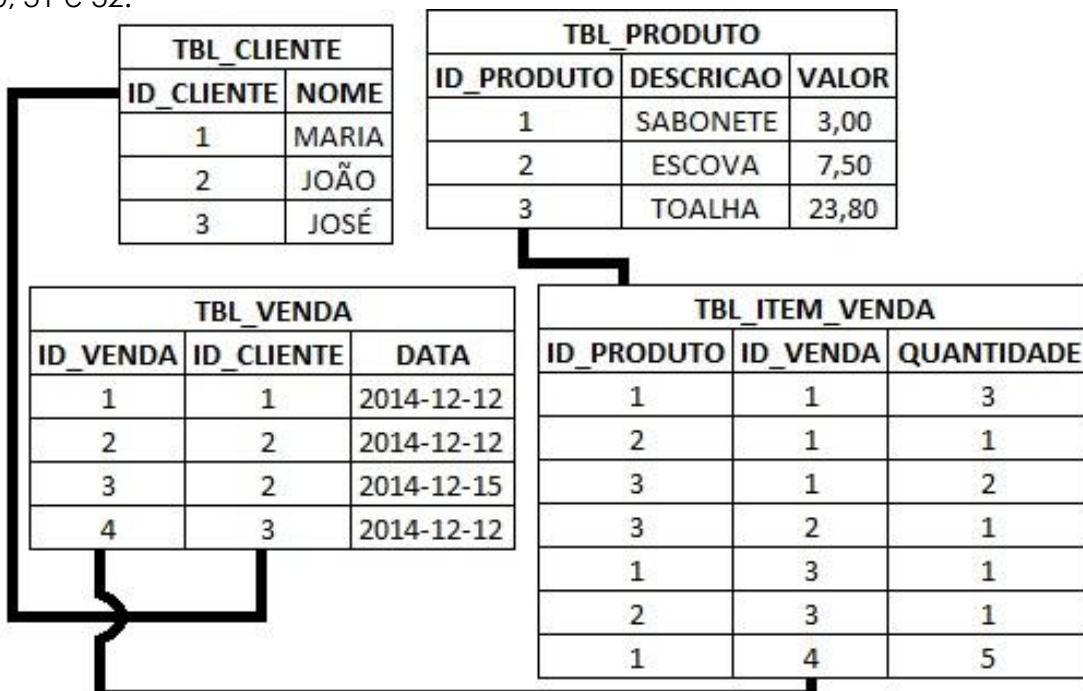 TBL_CLIENTE
ID_CLIENTE NOME
1 MARIA
2 JOÃO
3 JOSÉ
TBL_PRODUTO
ID_PRODUTO DESCRICAO VALOR
1 SABONETE 3,00
2 ESCOVA 7,50
3 TOALHA 23,80
TBL_VENDA
ID_VENDA ID_CLIENTE DATA
1 1 2014-12-12
2 2 2014-12-12
3 2 2014-12-15
4 3 2014-12-12
TBL_ITEM_VENDA
ID_PRODUTO ID_VENDA QUANTIDADE
1 1 3
2 1 1
3 1 2
3 2 1
1 3 1
2 3 1
1 4 5